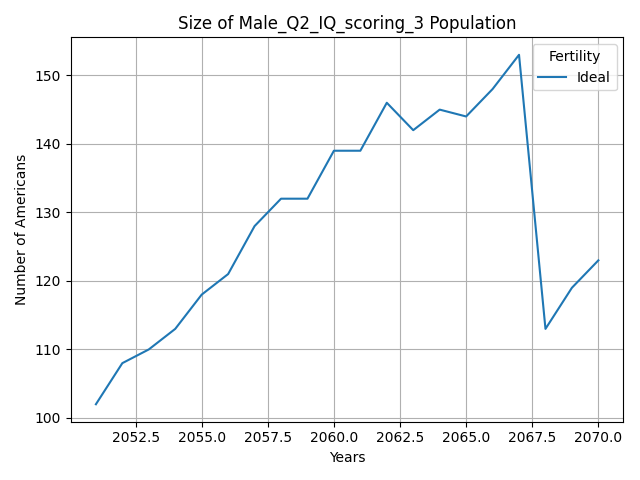 Size of Male_Q2_IQ_scoring_3 Population
Fertility
Ideal
150
140
130
120
110
100
Number of Americans
2052.5 2055.0 2057.5 2060.0 2062.5 2065.0 2067.5 2070.0
Years